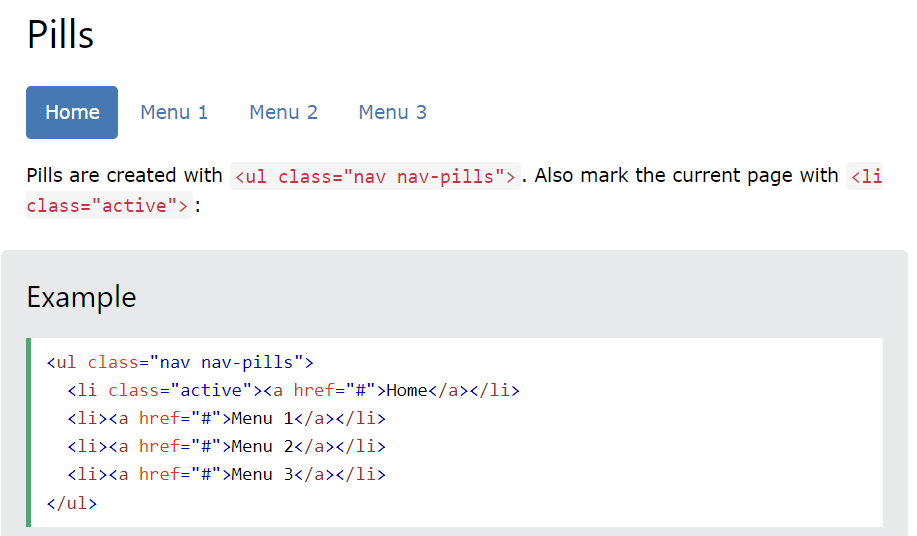 Pills
Home Menu 1 Menu 2 Menu 3
Pills are created with <ul class="nav nav-pills">. Also mark the current page with <li
class="active">:
Example
<ul class="nav nav-pills">
  <li class="active"><a href="#">Home</a></li>
  <li><a href="#">Menu 1</a></li>
  <li><a href="#">Menu 2</a></li>
  <li><a href="#">Menu 3</a></li>
</ul>